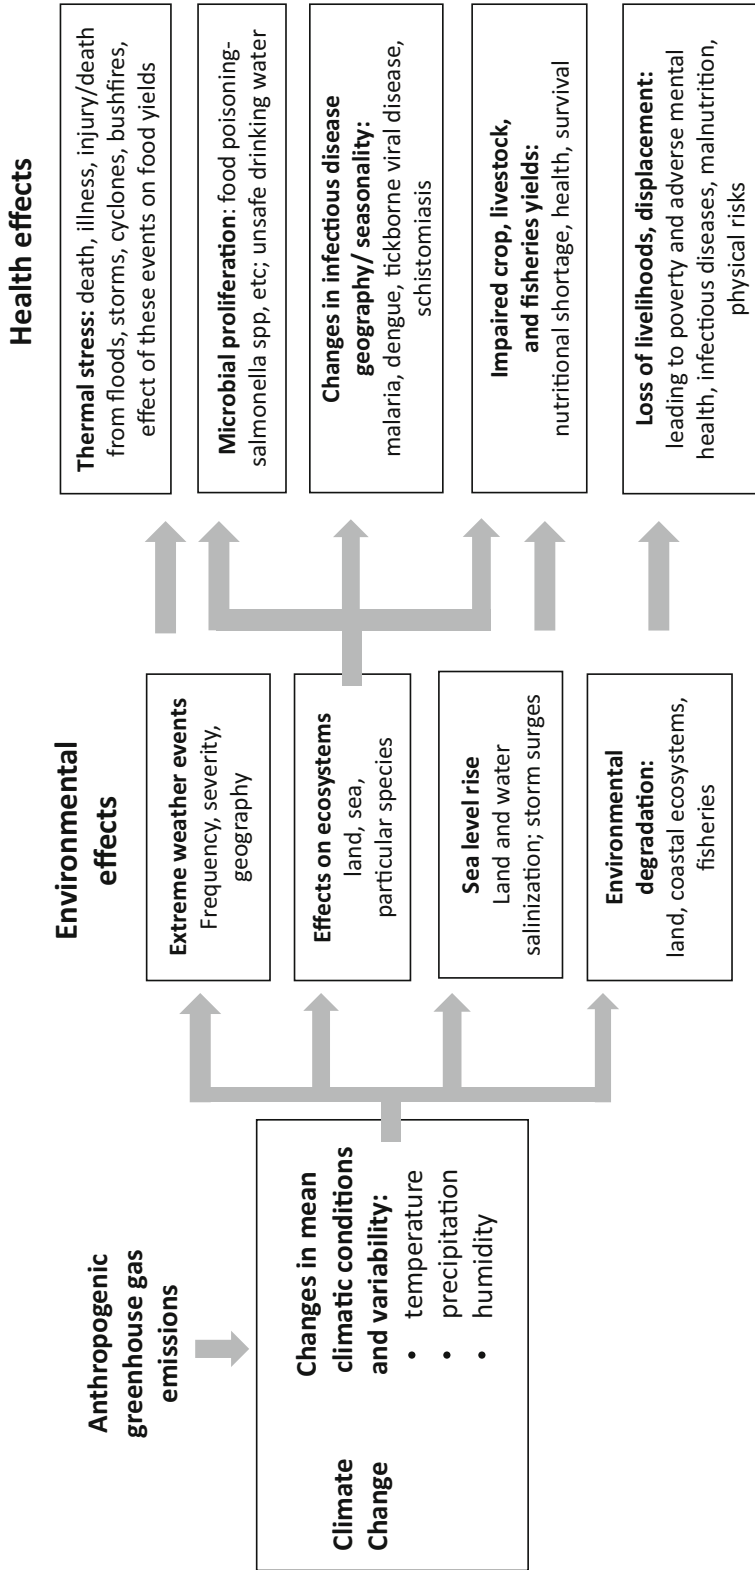 Anthropogenic
greenhouse gas
emissions
Climate
Change
Changes in mean
climatic conditions
and variability:
• temperature
• precipitation
• humidity
Environmental
effects
Extreme weather events
Frequency, severity,
geography
Effects on ecosystems
land, sea,
particular species
Sea level rise
Land and water
salinization; storm surges
Environmental
degradation:
land, coastal ecosystems,
fisheries
Health effects
Thermal stress: death, illness, injury/death
from floods, storms, cyclones, bushfires,
effect of these events on food yields
Microbial proliferation: food poisoning-
salmonella spp, etc; unsafe drinking water
Changes in infectious disease
geography/ seasonality:
malaria, dengue, tickborne viral disease,
schistomiasis
Impaired crop, livestock,
and fisheries yields:
nutritional shortage, health, survival
Loss of livelihoods, displacement:
leading to poverty and adverse mental
health, infectious diseases, malnutrition,
physical risks